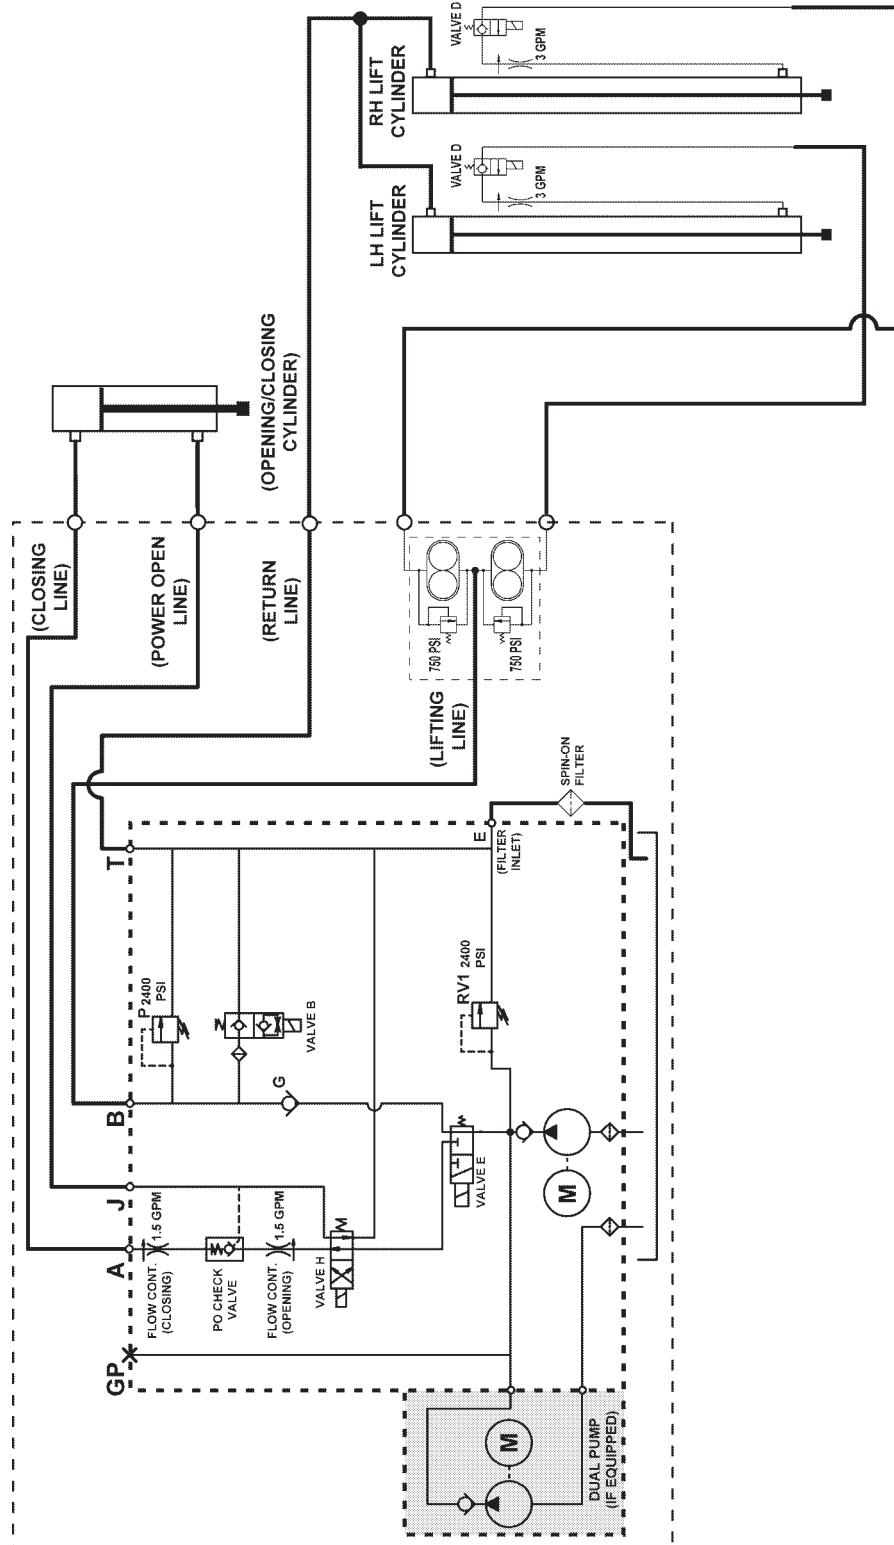 VALVE D
3 GPM
RH LIFT
CYLINDER
VALVE D
3 GPM
LH LIFT
CYLINDER
(OPENING/CLOSING
CYLINDER)
(CLOSING
LINE)
(POWER OPEN
LINE)
(RETURN
LINE)
750 PSI
750 PSI
(LIFTING
LINE)
SPIN-ON
FILTER
T
E
(FILTER
INLET)
P 2400
PSI
RV1 2400
PSI
VALVE B
B
G
J
VALVE E
M
A
1.5 GPM
FLOW CONT.
(CLOSING)
PO CHECK
VALVE
1.5 GPM
FLOW CONT.
(OPENING)
VALVE H
GP
M
DUAL PUMP
(IF EQUIPPED)